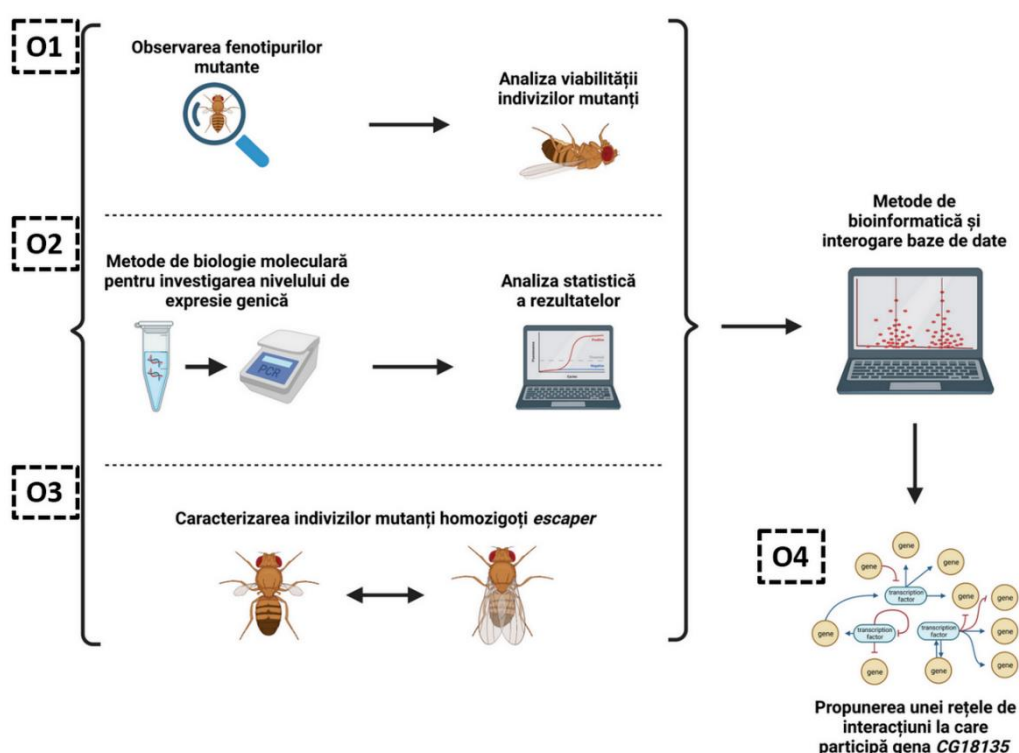 O1
Observarea fenotipurilor
mutante
Analiza viabilității
indivizilor mutanți
O2
Metode de biologie moleculară
pentru investigarea nivelului de
expresie genică
PCR
Analiza statistică
a rezultatelor
O3
Caracterizarea indivizilor mutanți homozigoți escaper
Metode de
bioinformatică și
interogare baze de date
O4
gene
gene
gene
transcription
factor
gene
gene
gene
transcription
factor
transcription
factor
gene
gene
gene
gene
Propunerea unei rețele de
interacțiuni la care
participă gena CG18135